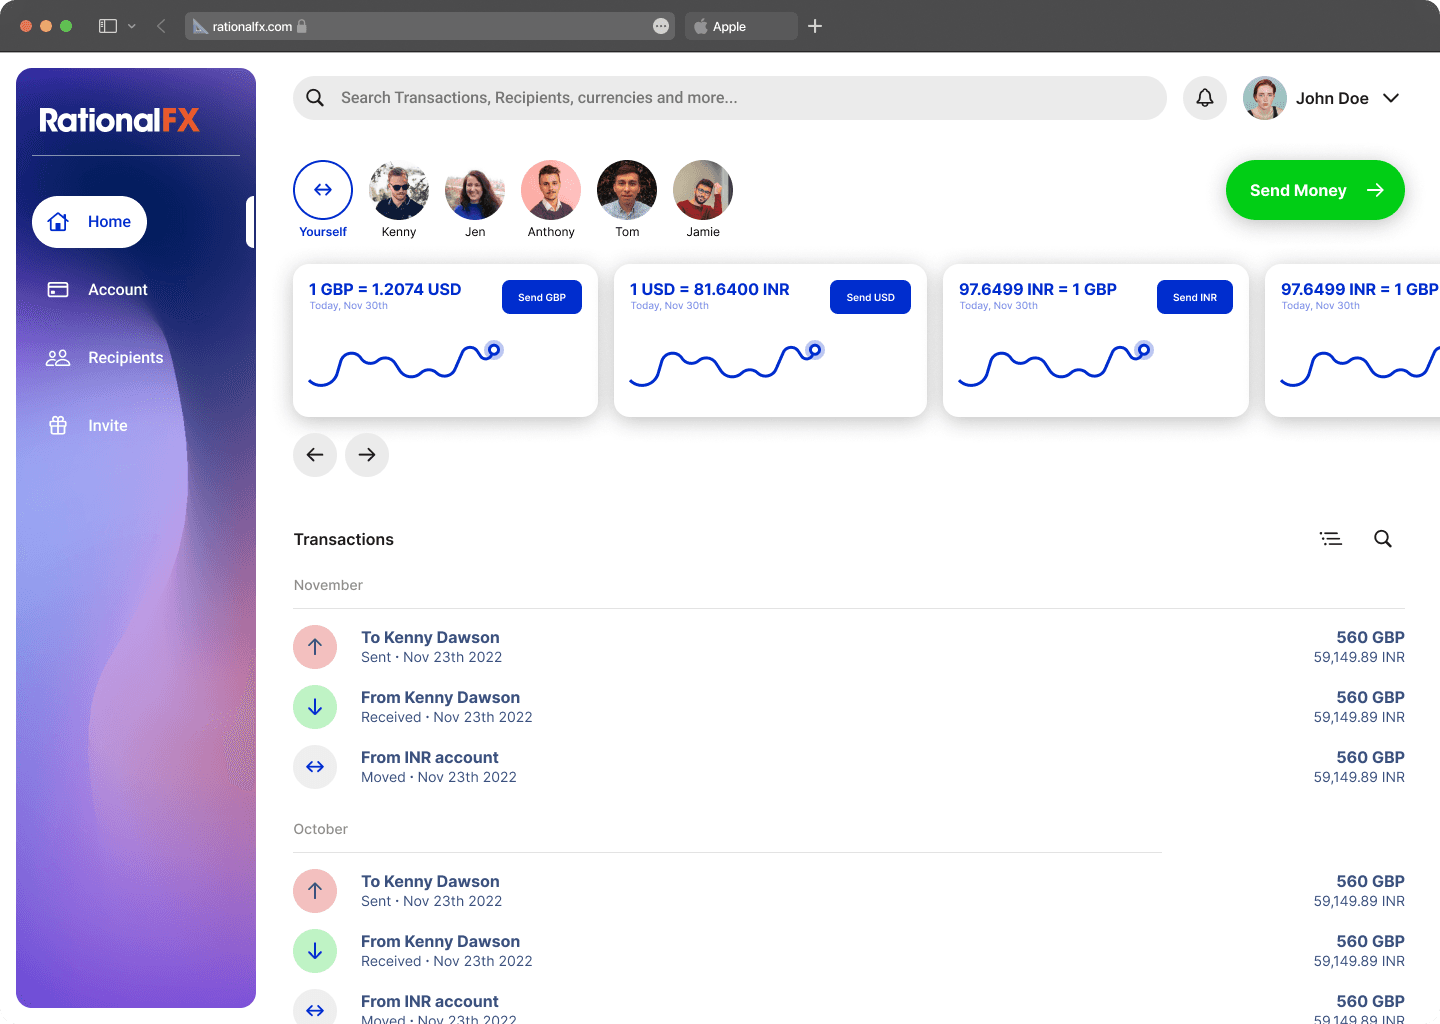 rationalfx.com
Apple
RationalFX
Home
Account
Recipients
Invite
Search Transactions, Recipients, currencies and more...
John Doe
Yourself
Kenny
Jen
Anthony
Tom
Jamie
Send Money
1 GBP = 1.2074 USD
Today, Nov 30th
Send GBP
1 USD = 81.6400 INR
Today, Nov 30th
Send USD
97.6499 INR = 1 GBP
Today, Nov 30th
Send INR
97.6499 INR = 1 GBP
Today, Nov 30th
Transactions
November
To Kenny Dawson
560 GBP
Sent • Nov 23th 2022
59,149.89 INR
From Kenny Dawson
560 GBP
Received • Nov 23th 2022
59,149.89 INR
From INR account
560 GBP
Moved • Nov 23th 2022
59,149.89 INR
October
To Kenny Dawson
560 GBP
Sent • Nov 23th 2022
59,149.89 INR
From Kenny Dawson
560 GBP
Received • Nov 23th 2022
59,149.89 INR
From INR account
560 GBP
Moved • Nov 23th 2022
59,149.89 INR